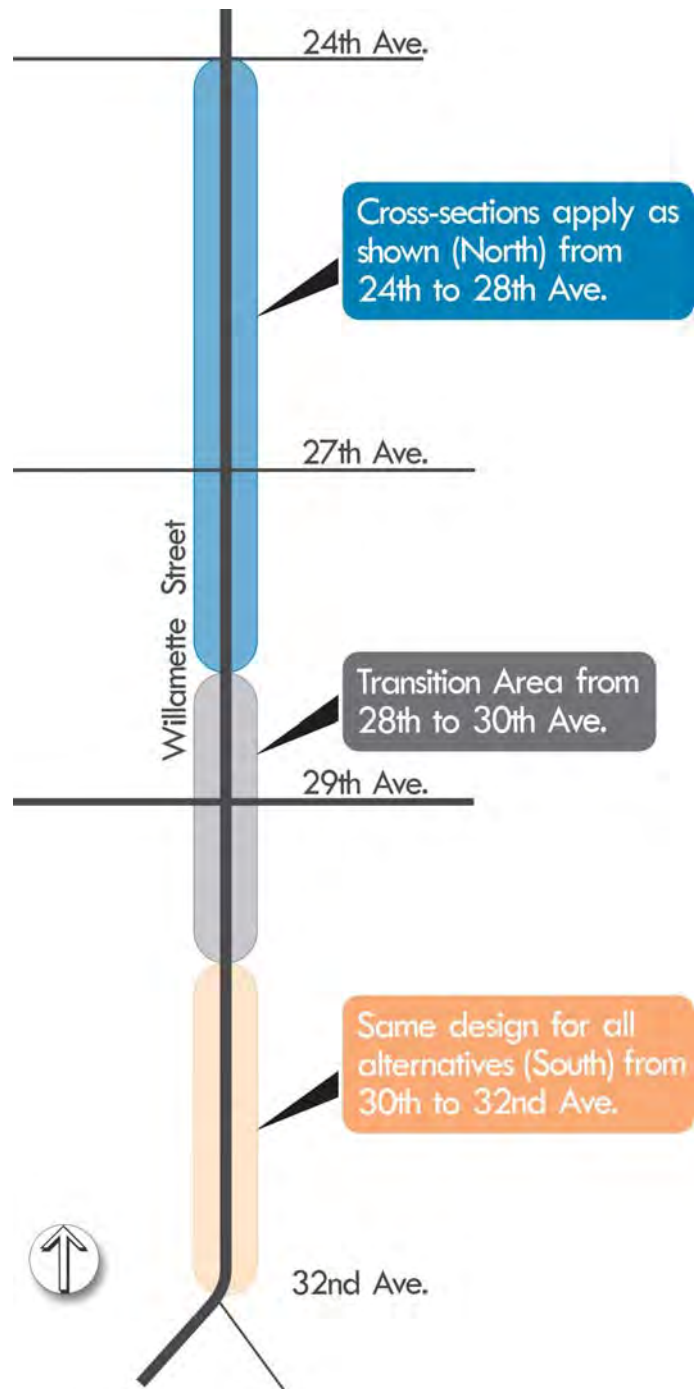 24th Ave.
Cross-sections apply as
shown (North) from
24th to 28th Ave.
27th Ave.
Willamette Street
Transition Area from
28th to 30th Ave.
29th Ave.
Same design for all
alternatives (South) from
30th to 32nd Ave.
32nd Ave.